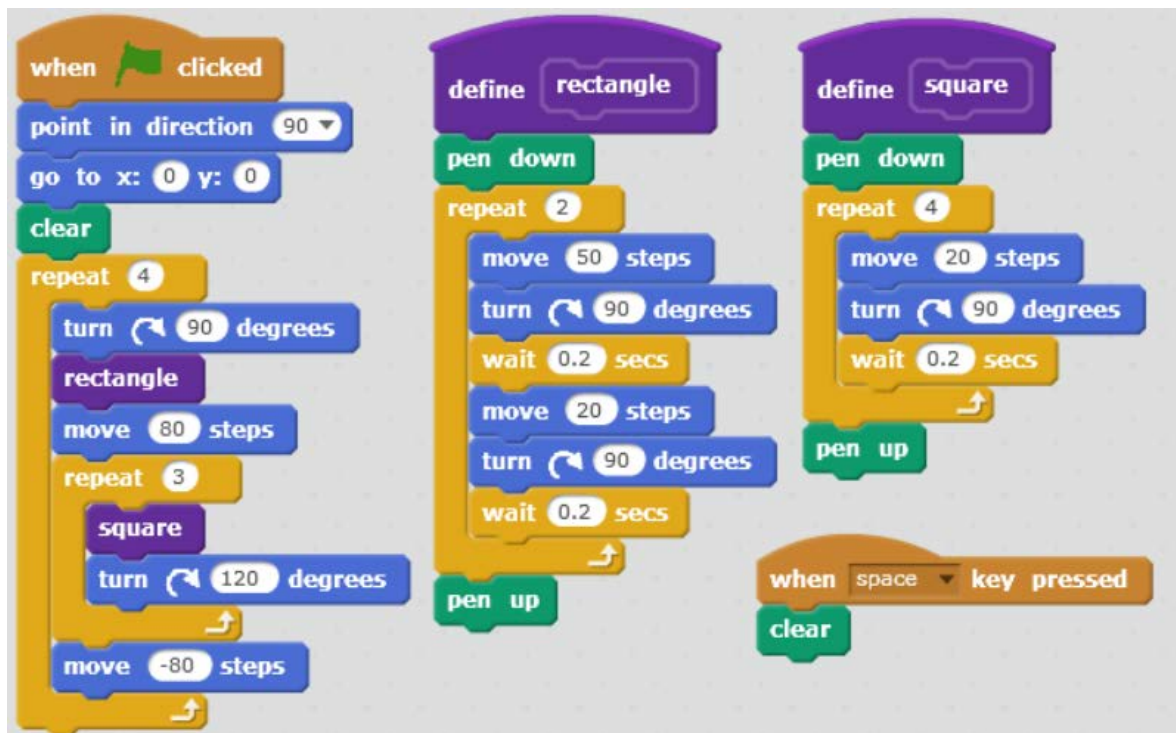 when clicked
point in direction 90
go to x: 0 y: 0
clear
repeat 4
turn 90 degrees
rectangle
move 80 steps
repeat 3
square
turn 120 degrees
move -80 steps
define rectangle
pen down
repeat 2
move 50 steps
turn 90 degrees
wait 0.2 secs
move 20 steps
turn 90 degrees
wait 0.2 secs
pen up
define square
pen down
repeat 4
move 20 steps
turn 90 degrees
wait 0.2 secs
pen up
when space key pressed
clear